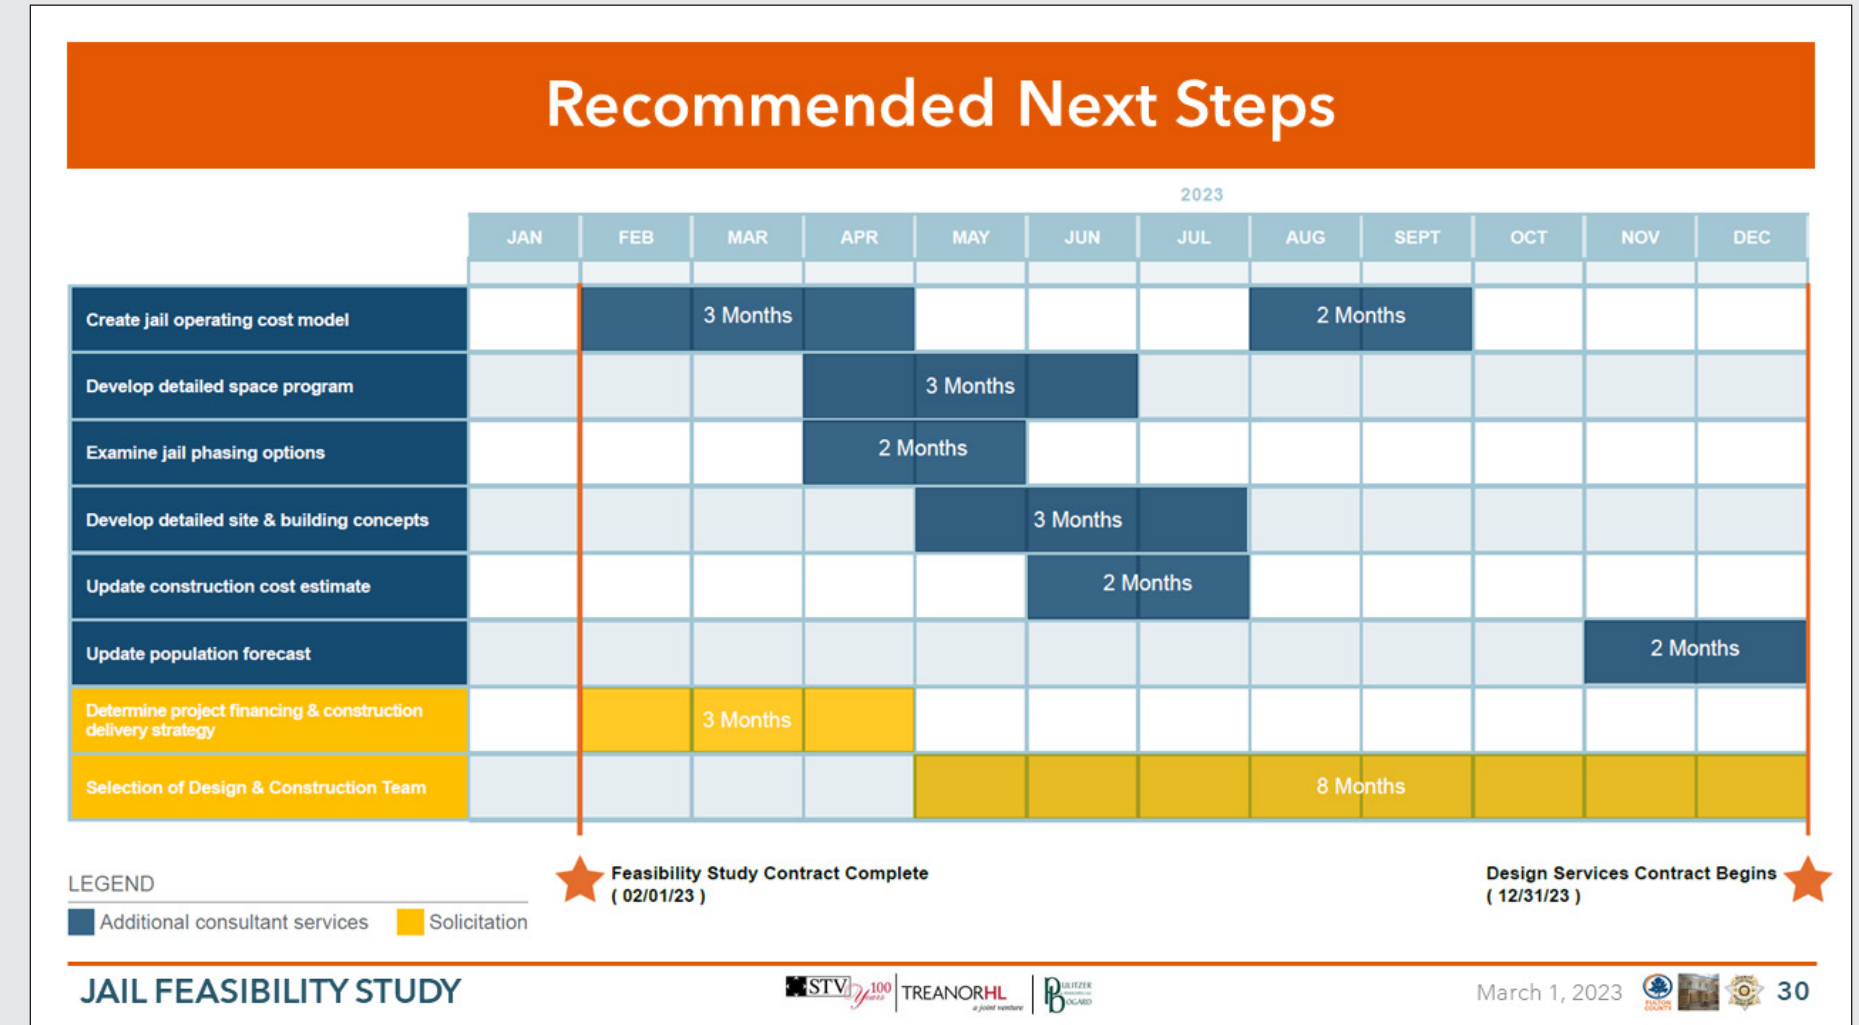 Recommended Next Steps
2023
JAN FEB MAR APR MAY JUN JUL AUG SEPT OCT NOV DEC
Create jail operating cost model 3 Months 2 Months
Develop detailed space program 3 Months
Examine jail phasing options 2 Months
Develop detailed site & building concepts 3 Months
Update construction cost estimate 2 Months
Update population forecast 2 Months
Determine project financing & construction
delivery strategy
3 Months
Selection of Design & Construction Team 8 Months
Feasibility Study Contract Complete
( 02/01/23 )
Design Services Contract Begins
( 12/31/23 )
LEGEND
Additional consultant services Solicitation
JAIL FEASIBILITY STUDY
STV 100
Years
TREANORHL
a joint venture
PULITZER
BOGARD
March 1, 2023
FULTON
COUNTY
30